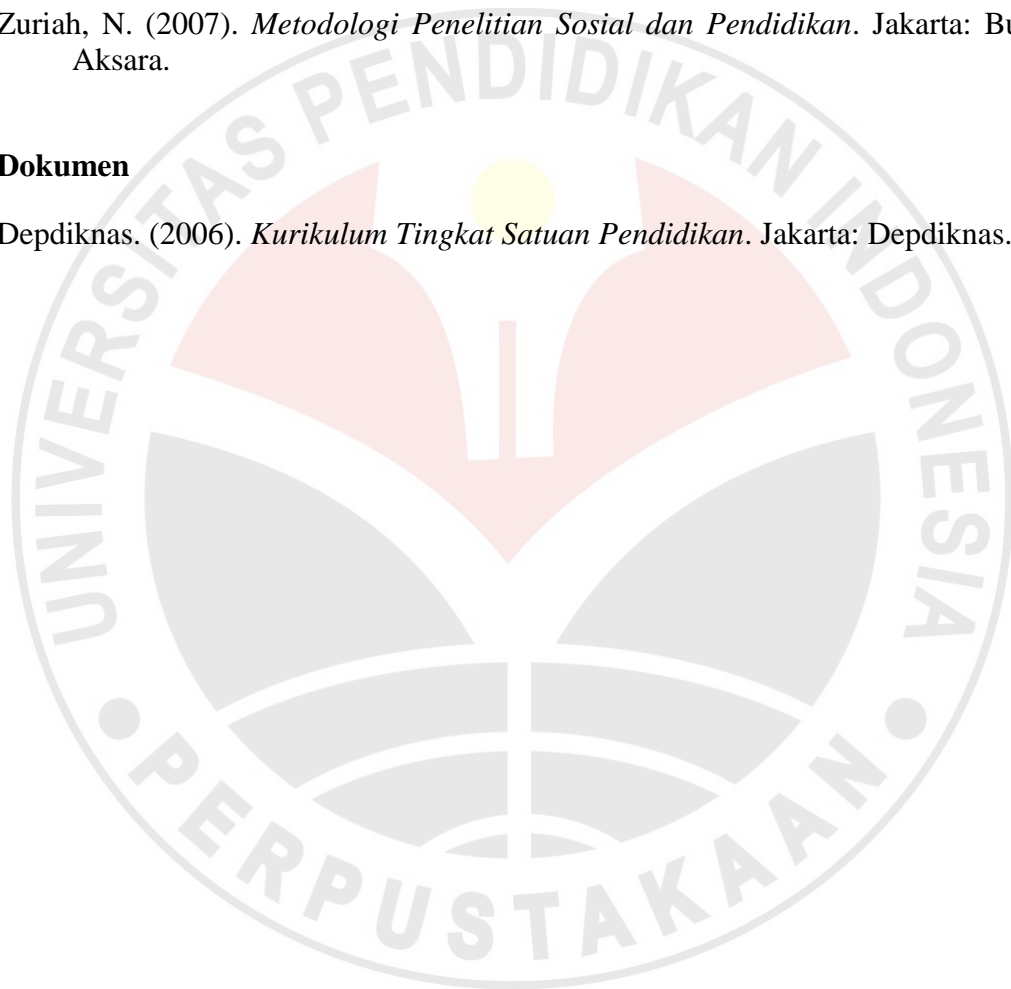 Zuriah, N. (2007). Metodologi Penelitian Sosial dan Pendidikan. Jakarta: Bu
Aksara.
Dokumen
Depdiknas. (2006). Kurikulum Tingkat Satuan Pendidikan. Jakarta: Depdiknas.
UNIVERSITAS PENDIDIKAN INDONESIA
PERPUSTAKAAN